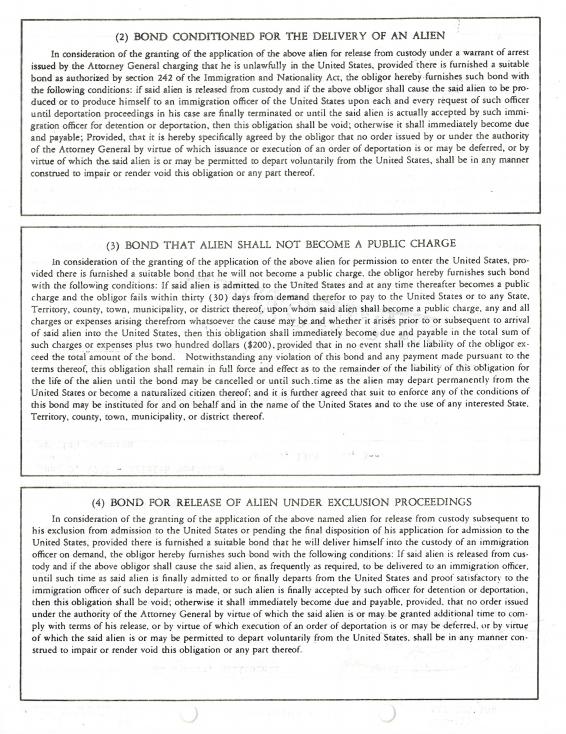 (2) BOND CONDITIONED FOR THE DELIVERY OF AN ALIEN
In consideration of the granting of the application of the above alien for release from custody under a warrant of arrest
issued by the Attorney General charging that he is unlawfully in the United States, provided there is furnished a suitable
bond as authorized by section 242 of the Immigration and Nationality Act, the obligor hereby furnishes such bond with
the following conditions: if said alien is released from custody and if the above obligor shall cause the said alien to be pro-
duced or to produce himself to an immigration officer of the United States upon each and every request of such officer
until deportation proceedings in his case are finally terminated or until the said alien is actually accepted by such immi-
gration officer for detention or deportation, then this obligation shall be void; otherwise it shall immediately become due
and payable; Provided, that it is hereby specifically agreed by the obligor that no order issued by or under the authority
of the Attorney General by virtue of which issuance or execution of an order of deportation is or may be deferred, or by
virtue of which the said alien is or may be permitted to depart voluntarily from the United States, shall be in any manner
construed to impair or render void this obligation or any part thereof.
(3) BOND THAT ALIEN SHALL NOT BECOME A PUBLIC CHARGE
In consideration of the granting of the application of the above alien for permission to enter the United States, pro-
vided there is furnished a suitable bond that he will not become a public charge, the obligor hereby furnishes such bond
with the following conditions: If said alien is admitted to the United States and at any time thereafter becomes a public
charge and the obligor fails within thirty (30) days from demand therefor to pay to the United States or to any State,
Territory, county, town, municipality, or district thereof, upon whom said alien shall become a public charge, any and all
charges or expenses arising therefrom whatsoever the cause may be and whether it arises prior to or subsequent to arrival
of said alien into the United States, then this obligation shall immediately become due and payable in the total sum of
such charges or expenses plus two hundred dollars ($200), provided that in no event shall the liability of the obligor ex-
ceed the total amount of the bond. Notwithstanding any violation of this bond and any payment made pursuant to the
terms thereof, this obligation shall remain in full force and effect as to the remainder of the liability of this obligation for
the life of the alien until the bond may be cancelled or until such time as the alien may depart permanently from the
United States or become a naturalized citizen thereof; and it is further agreed that suit to enforce any of the conditions of
this bond may be instituted for and on behalf and in the name of the United States and to the use of any interested State,
Territory, county, town, municipality, or district thereof.
(4) BOND FOR RELEASE OF ALIEN UNDER EXCLUSION PROCEEDINGS
In consideration of the granting of the application of the above named alien for release from custody subsequent to
his exclusion from admission to the United States or pending the final disposition of his application for admission to the
United States, provided there is furnished a suitable bond that he will deliver himself into the custody of an immigration
officer on demand, the obligor hereby furnishes such bond with the following conditions: If said alien is released from cus-
tody and if the above obligor shall cause the said alien, as frequently as required, to be delivered to an immigration officer,
until such time as said alien is finally admitted to or finally departs from the United States and proof satisfactory to the
immigration officer of such departure is made, or such alien is finally accepted by such officer for detention or deportation,
then this obligation shall be void; otherwise it shall immediately become due and payable, provided, that no order issued
under the authority of the Attorney General by virtue of which the said alien is or may be granted additional time to com-
ply with terms of his release, or by virtue of which execution of an order of deportation is or may be deferred, or by virtue
of which the said alien is or may be permitted to depart voluntarily from the United States, shall be in any manner con-
strued to impair or render void this obligation or any part thereof.